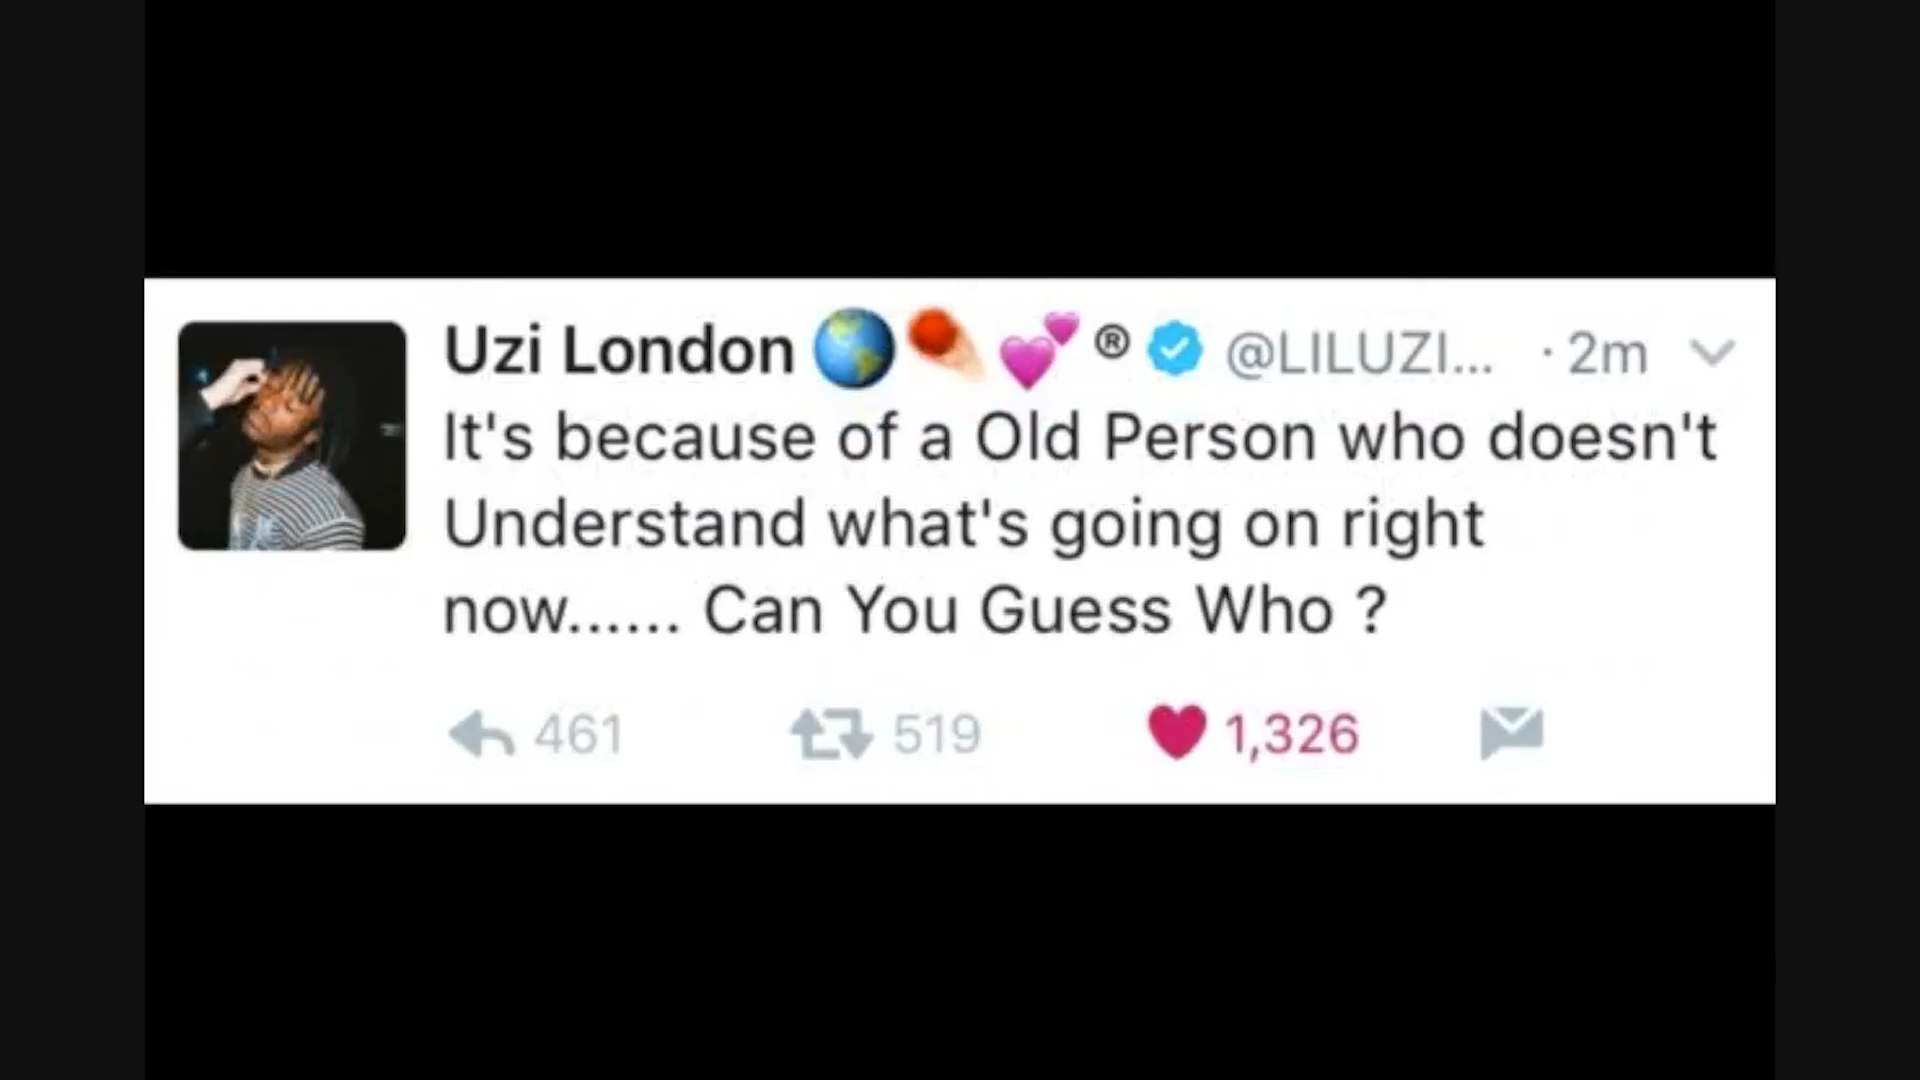 Uzi London 🌎☄️💕® @LILUZI... · 2m
It's because of a Old Person who doesn't
Understand what's going on right
now...... Can You Guess Who ?
461 519 1,326